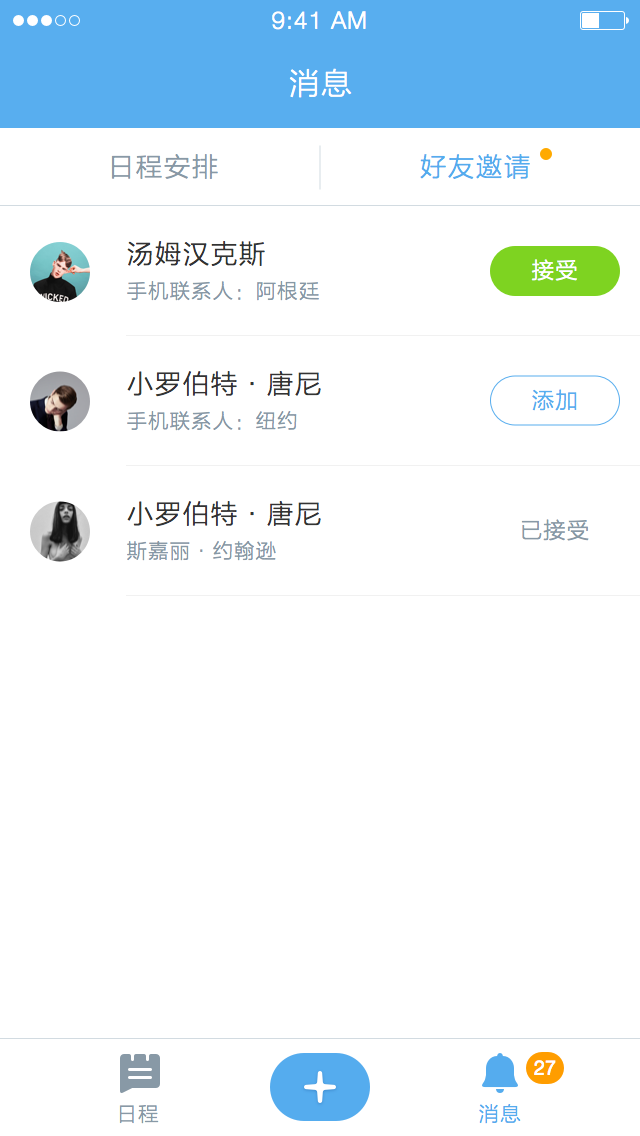 9:41 AM
消息
日程安排
好友邀请
汤姆汉克斯
手机联系人：阿根廷
接受
小罗伯特 · 唐尼
手机联系人：纽约
添加
小罗伯特 · 唐尼
斯嘉丽 · 约翰逊
已接受
27
日程
消息